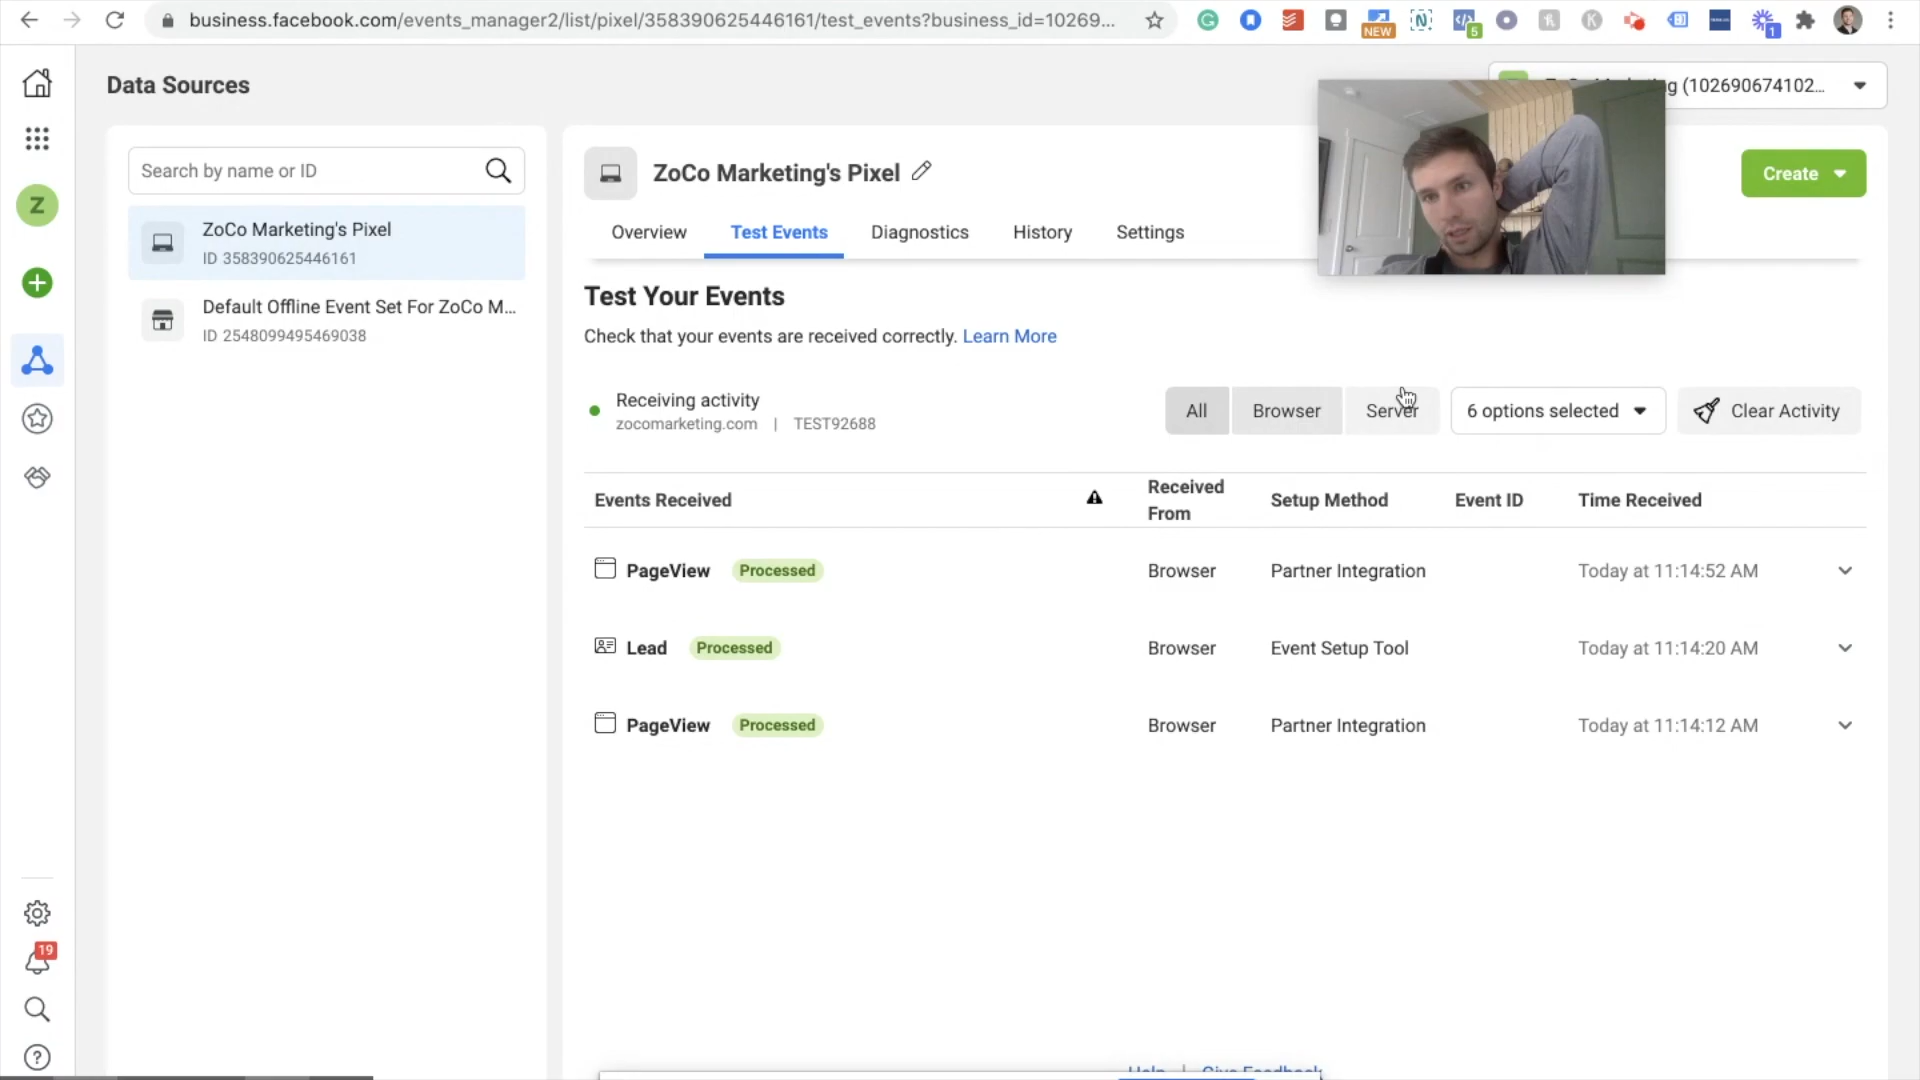 business.facebook.com/events_manager2/list/pixel/358390625446161/test_events?business_id=10269...
NEW
5
1
Data Sources
g (102690674102...
Search by name or ID
ZoCo Marketing's Pixel
Create
Z
ZoCo Marketing's Pixel
ID 358390625446161
Overview
Test Events
Diagnostics
History
Settings
Default Offline Event Set For ZoCo M...
ID 2548099495469038
Test Your Events
Check that your events are received correctly. Learn More
Receiving activity
zocomarketing.com | TEST92688
All
Browser
Server
6 options selected
Clear Activity
Events Received
Received From
Setup Method
Event ID
Time Received
PageView Processed Browser Partner Integration Today at 11:14:52 AM
Lead Processed Browser Event Setup Tool Today at 11:14:20 AM
PageView Processed Browser Partner Integration Today at 11:14:12 AM
19
Help | Give Feedback